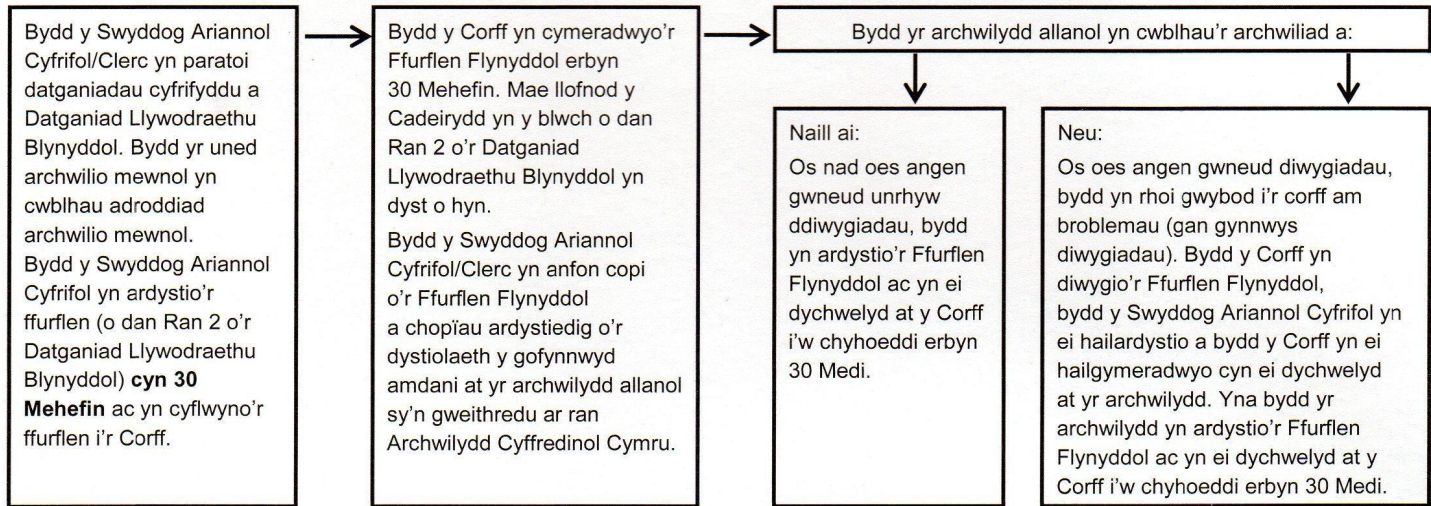 Bydd y Swyddog Ariannol
Cyfrifol/Clerc yn paratoi
datganiadau cyfrifyddu a
Datganiad Llywodraethu
Blynyddol. Bydd yr uned
archwilio mewnol yn
cwblhau adroddiad
archwilio mewnol.
Bydd y Swyddog Ariannol
Cyfrifol yn ardystio'r
ffurflen (o dan Ran 2 o'r
Datganiad Llywodraethu
Blynyddol) cyn 30
Mehefin ac yn cyflwyno'r
ffurflen i'r Corff.
Bydd y Corff yn cymeradwyo'r
Ffurflen Flynyddol erbyn
30 Mehefin. Mae llofnod y
Cadeirydd yn y blwch o dan
Ran 2 o'r Datganiad
Llywodraethu Blynyddol yn
dyst o hyn.
Bydd y Swyddog Ariannol
Cyfrifol/Clerc yn anfon copi
o'r Ffurflen Flynyddol
a chopïau ardystiedig o'r
dystiolaeth y gofynnwyd
amdani at yr archwilydd allanol
sy'n gweithredu ar ran
Archwilydd Cyffredinol Cymru.
Bydd yr archwilydd allanol yn cwblhau'r archwiliad a:
Naill ai:
Os nad oes angen
gwneud unrhyw
ddiwygiadau, bydd
yn ardystio'r Ffurflen
Flynyddol ac yn ei
dychwelyd at y Corff
i'w chyhoeddi erbyn
30 Medi.
Neu:
Os oes angen gwneud diwygiadau,
bydd yn rhoi gwybod i'r corff am
broblemau (gan gynnwys
diwygiadau). Bydd y Corff yn
diwygio'r Ffurflen Flynyddol,
bydd y Swyddog Ariannol Cyfrifol yn
ei hailardystio a bydd y Corff yn ei
hailgymeradwyo cyn ei dychwelyd
at yr archwilydd. Yna bydd yr
archwilydd yn ardystio'r Ffurflen
Flynyddol ac yn ei dychwelyd at y
Corff i'w chyhoeddi erbyn 30 Medi.